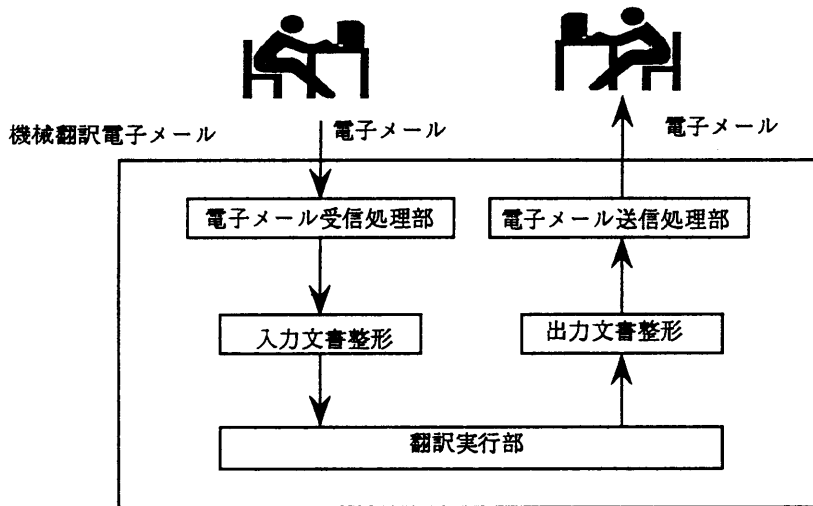 機械翻訳電子メール
電子メール
電子メール
電子メール受信処理部
電子メール送信処理部
入力文書整形
出力文書整形
翻訳実行部